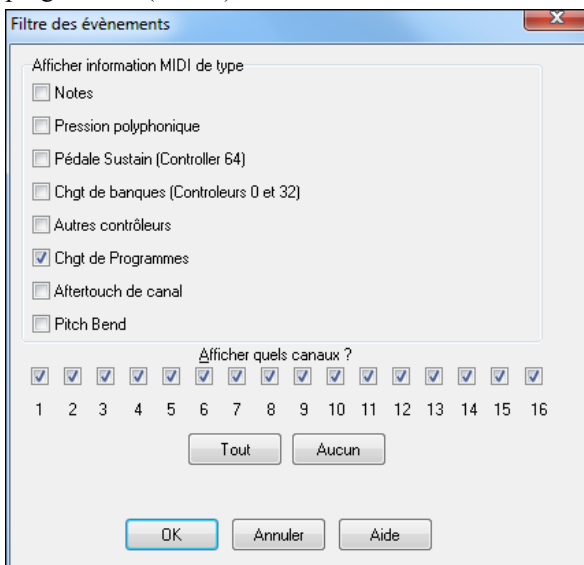 Filtre des évènements
Afficher information MIDI de type
Notes
Pression polyphonique
Pédale Sustain (Controller 64)
Chgt de banques (Controleurs 0 et 32)
Autres contrôleurs
Chgt de Programmes
Aftertouch de canal
Pitch Bend
Afficher quels canaux ?
1 2 3 4 5 6 7 8 9 10 11 12 13 14 15 16
Tout Aucun
OK Annuler Aide